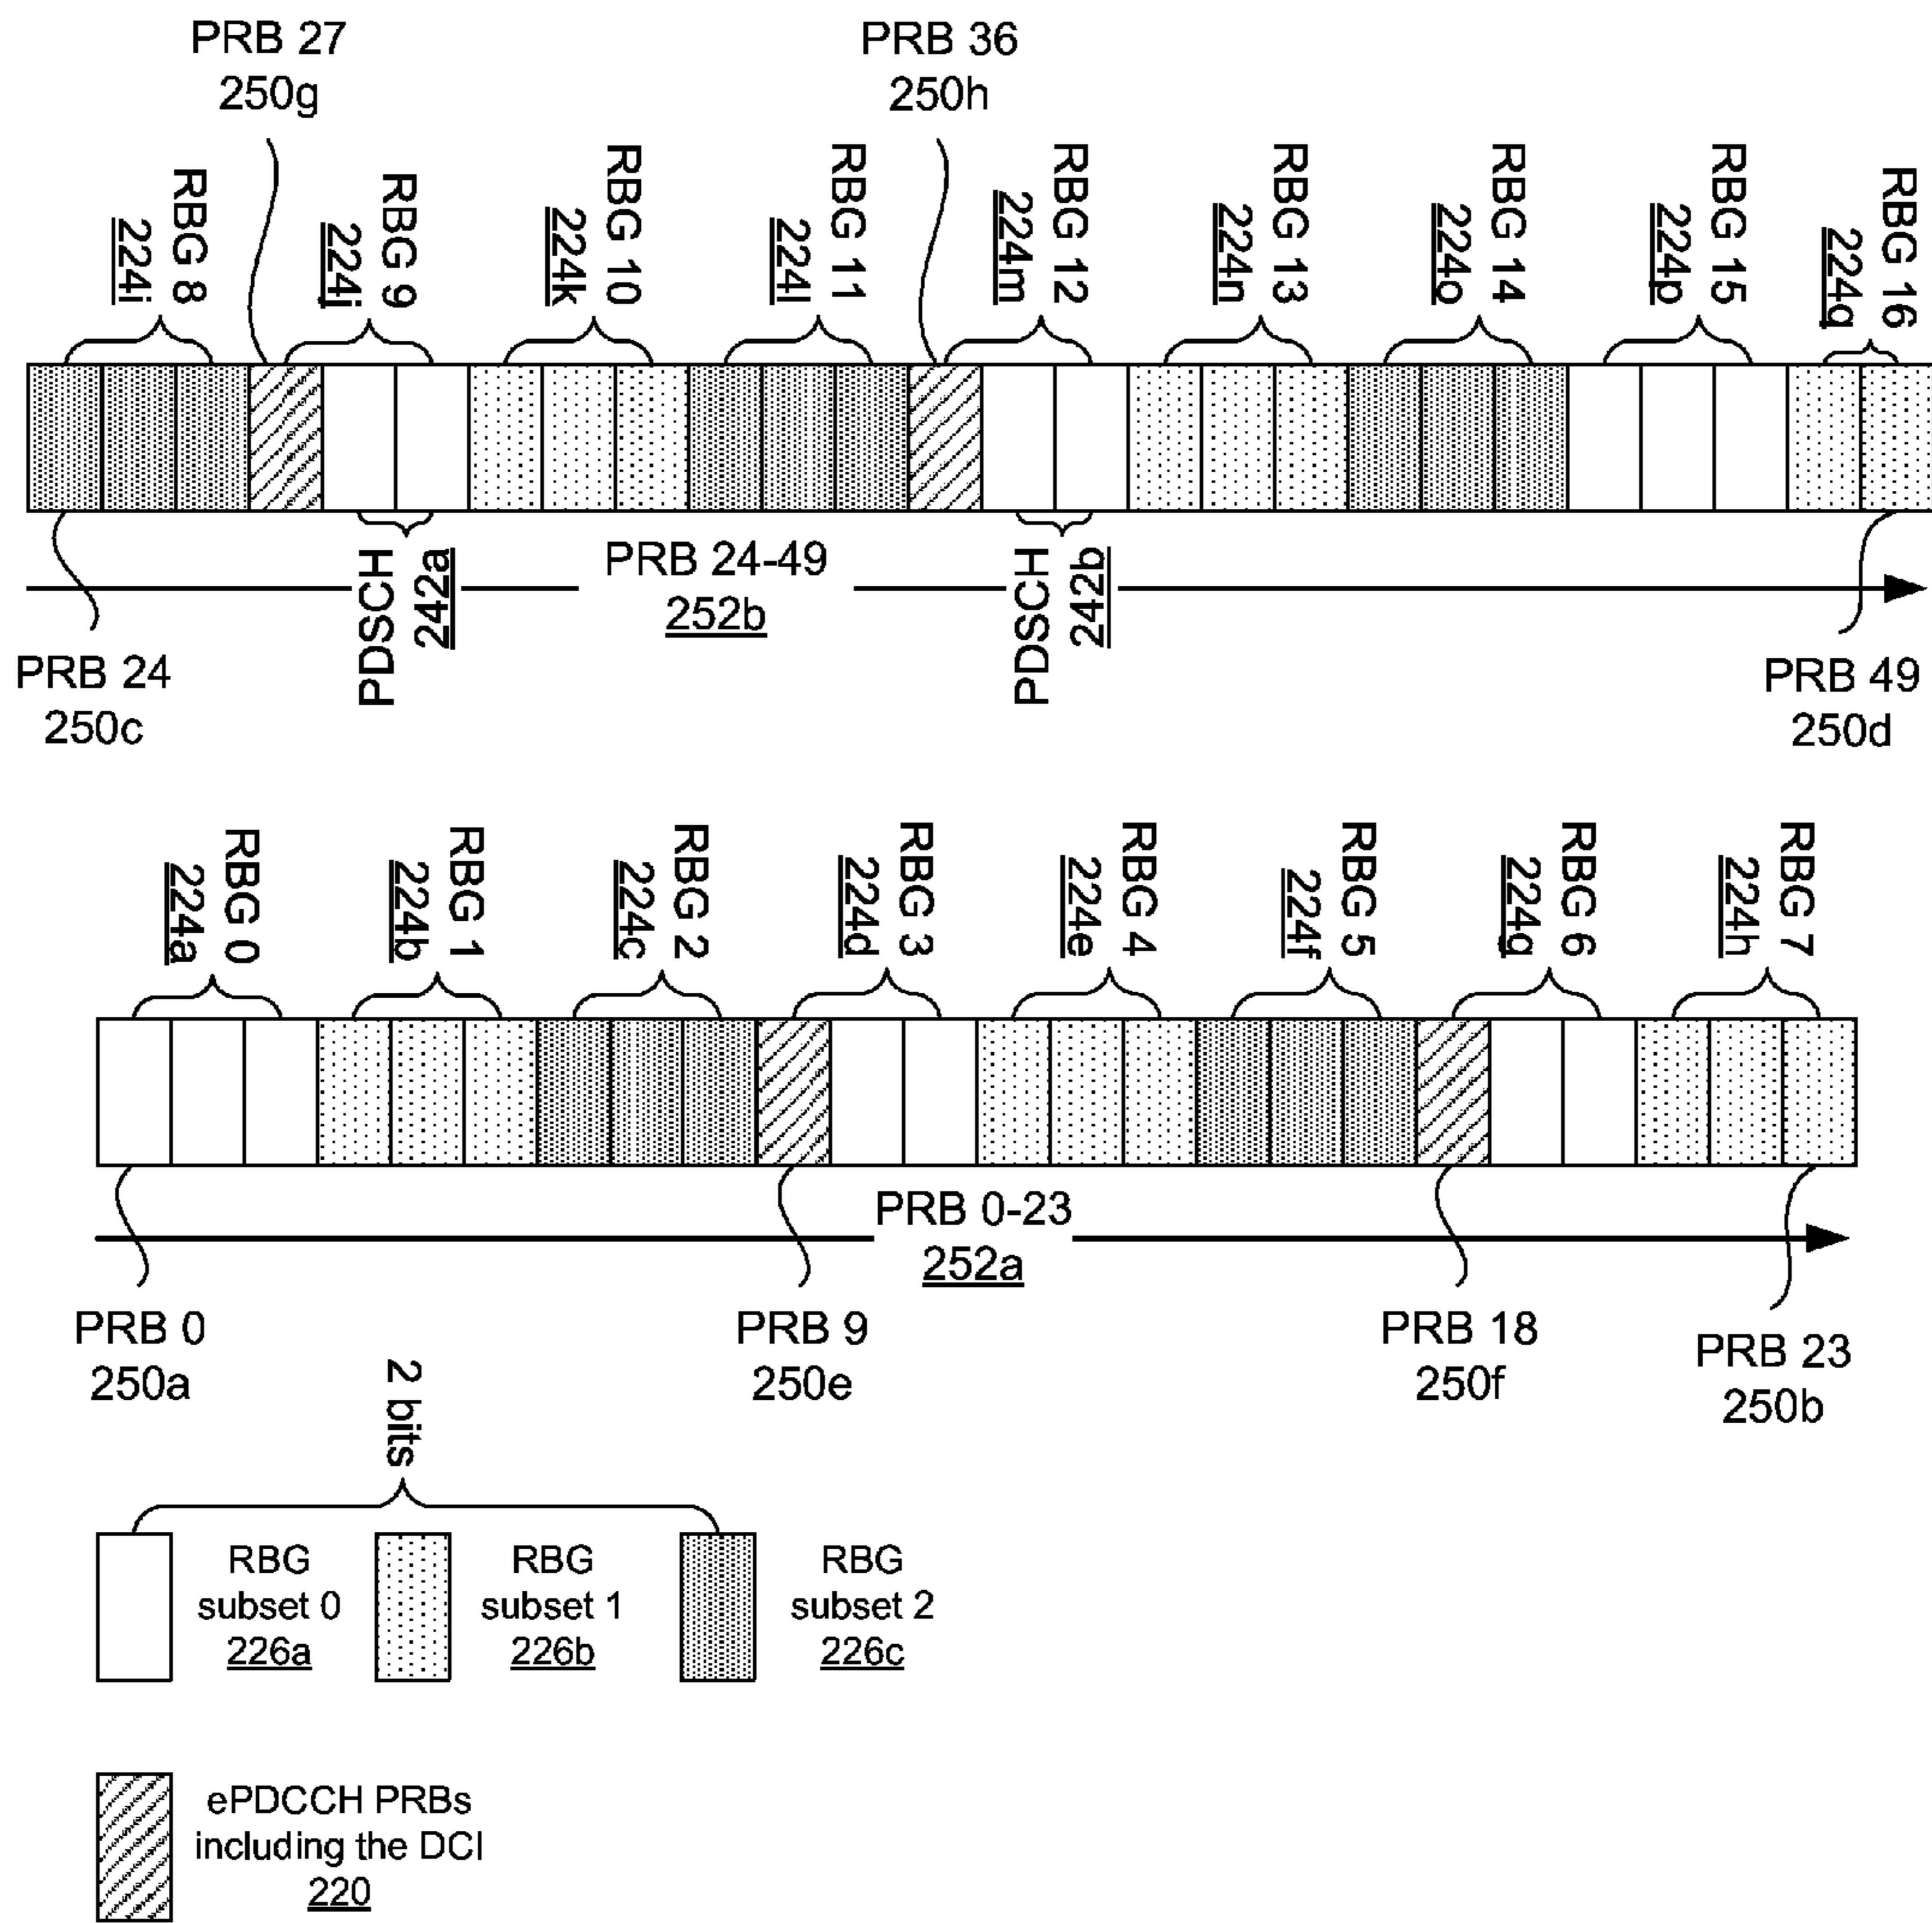 PRB 27
250g
PRB 36
250h
RBG 8
224i
RBG 9
224j
RBG 10
224k
RBG 11
224l
RBG 12
224m
RBG 13
224n
RBG 14
224o
RBG 15
224p
RBG 16
224q
PDSCH
242a
PRB 24-49
252b
PDSCH
242b
PRB 24
250c
PRB 49
250d
RBG 0
224a
RBG 1
224b
RBG 2
224c
RBG 3
224d
RBG 4
224e
RBG 5
224f
RBG 6
224g
RBG 7
224h
PRB 0-23
252a
PRB 0
250a
PRB 9
250e
PRB 18
250f
PRB 23
250b
2 bits
RBG
subset 0
226a
RBG
subset 1
226b
RBG
subset 2
226c
ePDCCH PRBs
including the DCI
220